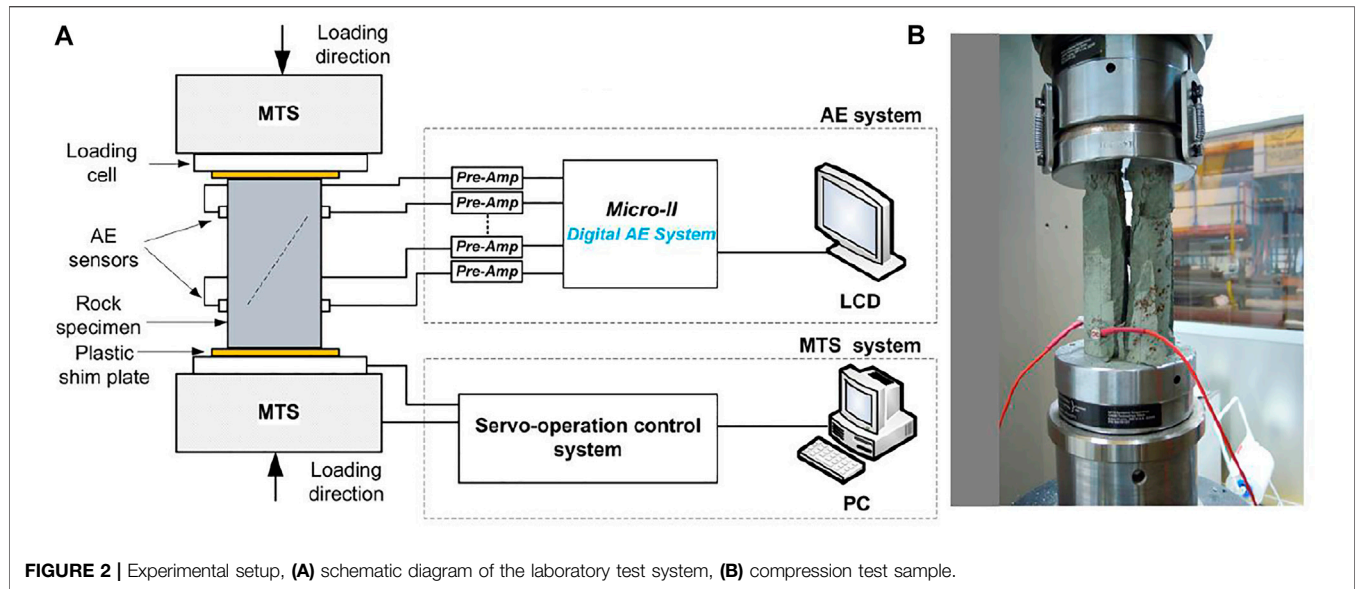 A
Loading
direction
MTS
Loading
cell
AE
sensors
Rock
specimen
Plastic
shim plate
MTS
Loading
direction
AE system
Pre-Amp
Pre-Amp
Pre-Amp
Pre-Amp
Micro-II
Digital AE System
LCD
MTS system
Servo-operation control
system
PC
B
FIGURE 2 | Experimental setup, (A) schematic diagram of the laboratory test system, (B) compression test sample.